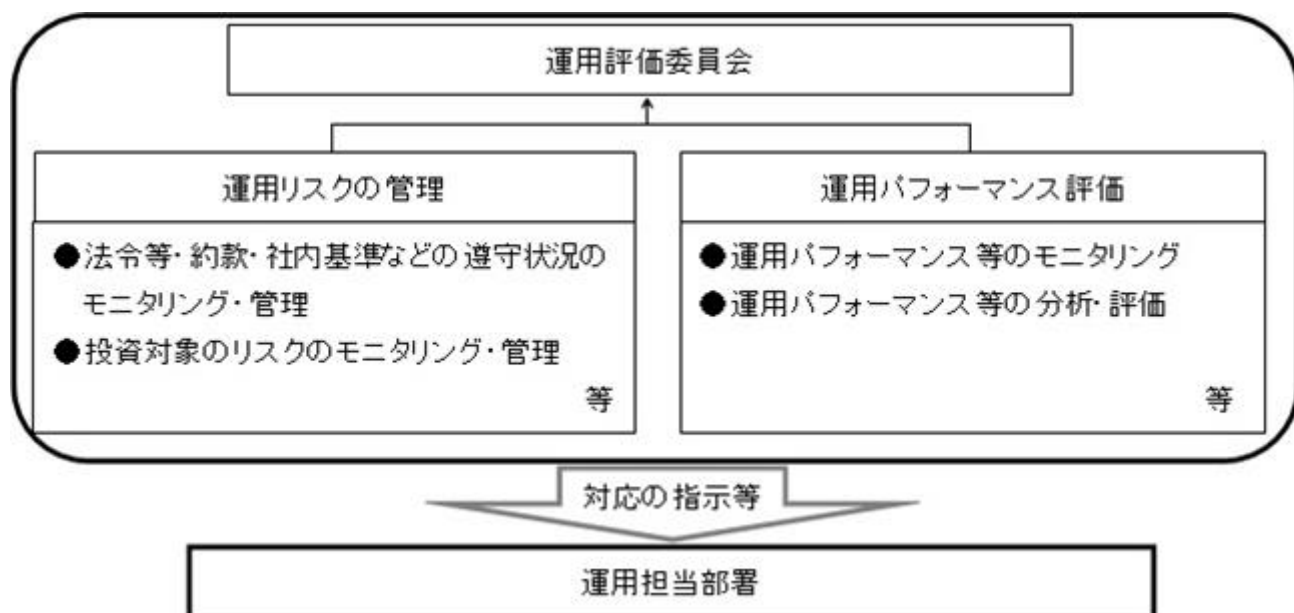 運用評価委員会
運用リスクの管理
●法令等・約款・社内基準などの遵守状況の
モニタリング・管理
●投資対象のリスクのモニタリング・管理
等
運用パフォーマンス評価
●運用パフォーマンス等のモニタリング
●運用パフォーマンス等の分析・評価
等
対応の指示等
運用担当部署